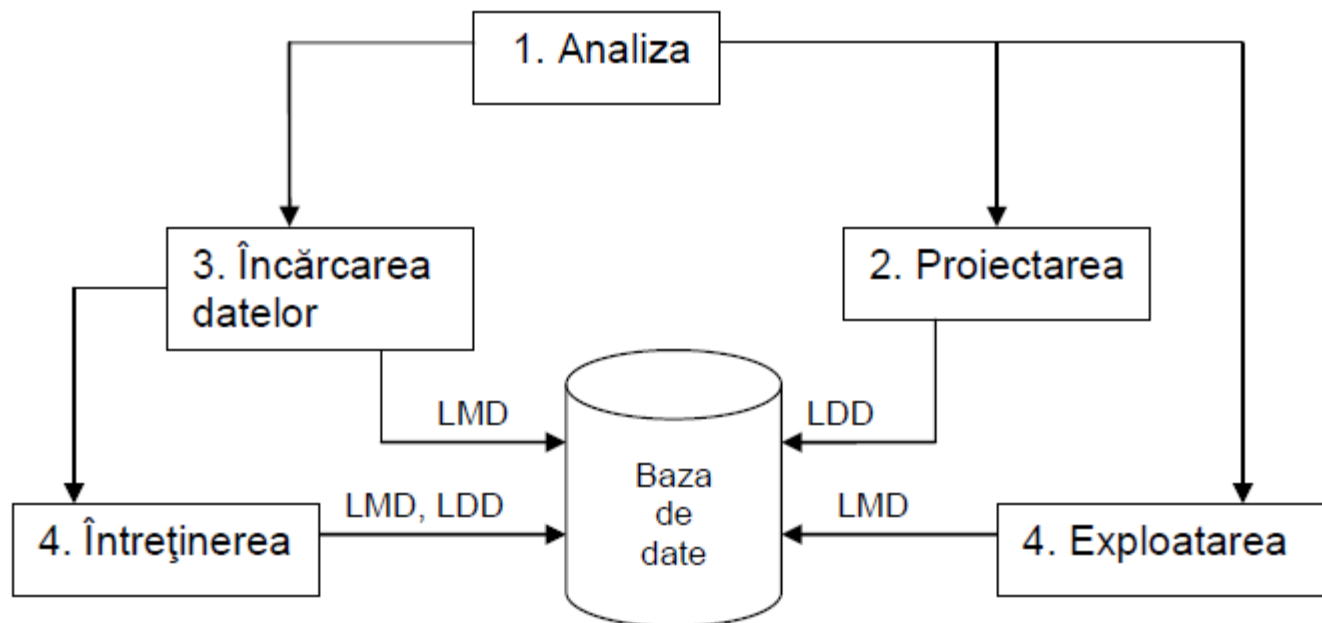 1. Analiza
3. Încărcarea
datelor
2. Proiectarea
LMD
LDD
Baza
de
date
LMD, LDD
LMD
4. Întreţinerea
4. Exploatarea